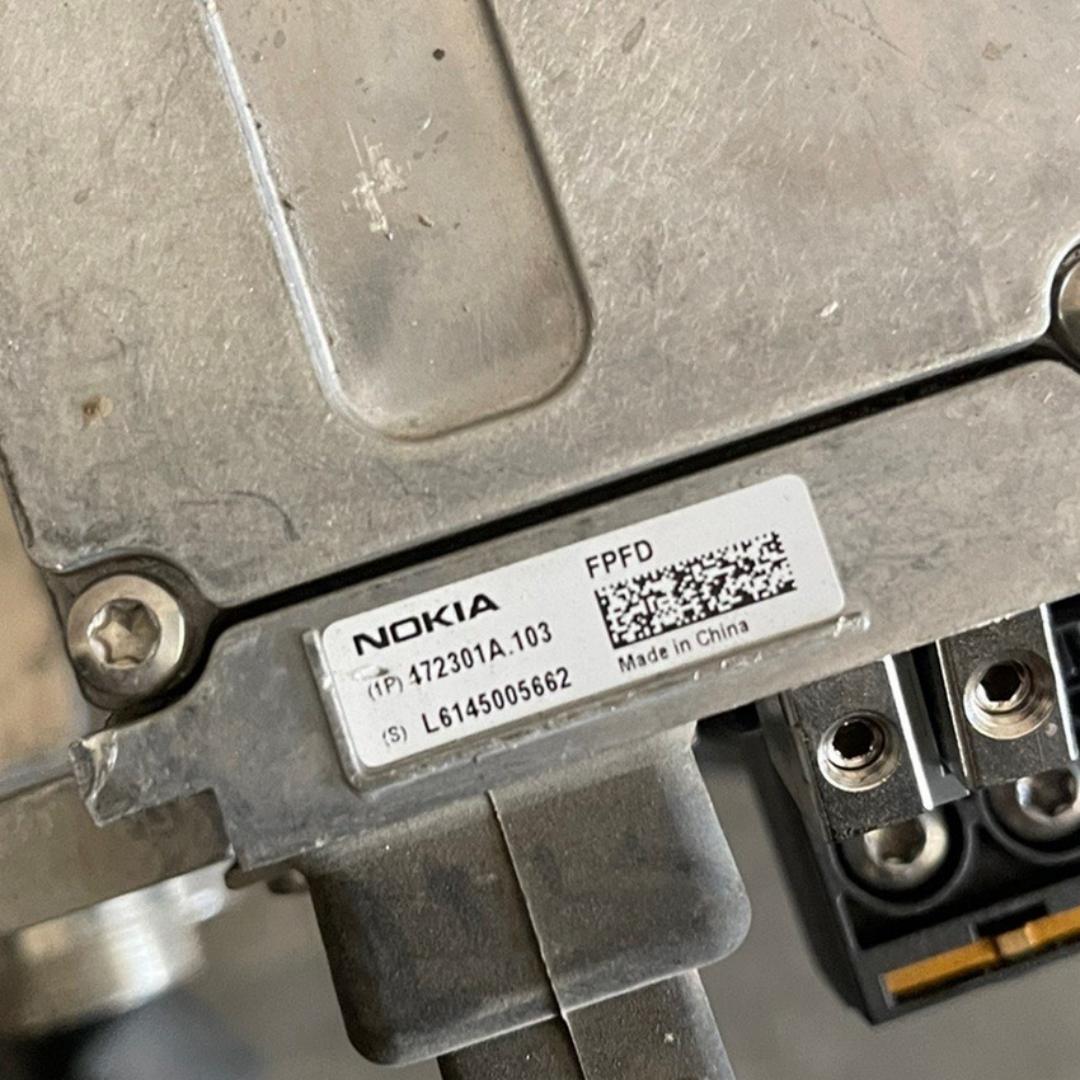 NOKIA
(1P) 472301A.103
(S) L6145005662
FPFD
Made in China